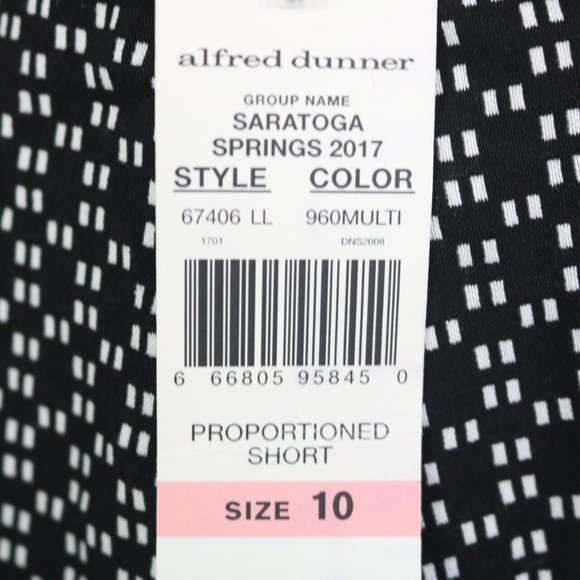 alfred dunner
GROUP NAME
SARATOGA
SPRINGS 2017
STYLE COLOR
67406 LL 960MULTI
1701 DNS2008
6 66805 95845 0
PROPORTIONED
SHORT
SIZE 10